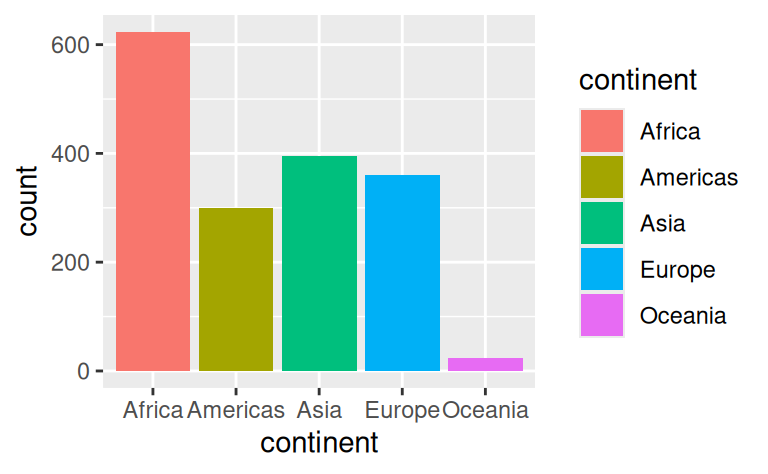 600
400
200
0
count
Africa Americas Asia Europe Oceania
continent
continent
Africa
Americas
Asia
Europe
Oceania